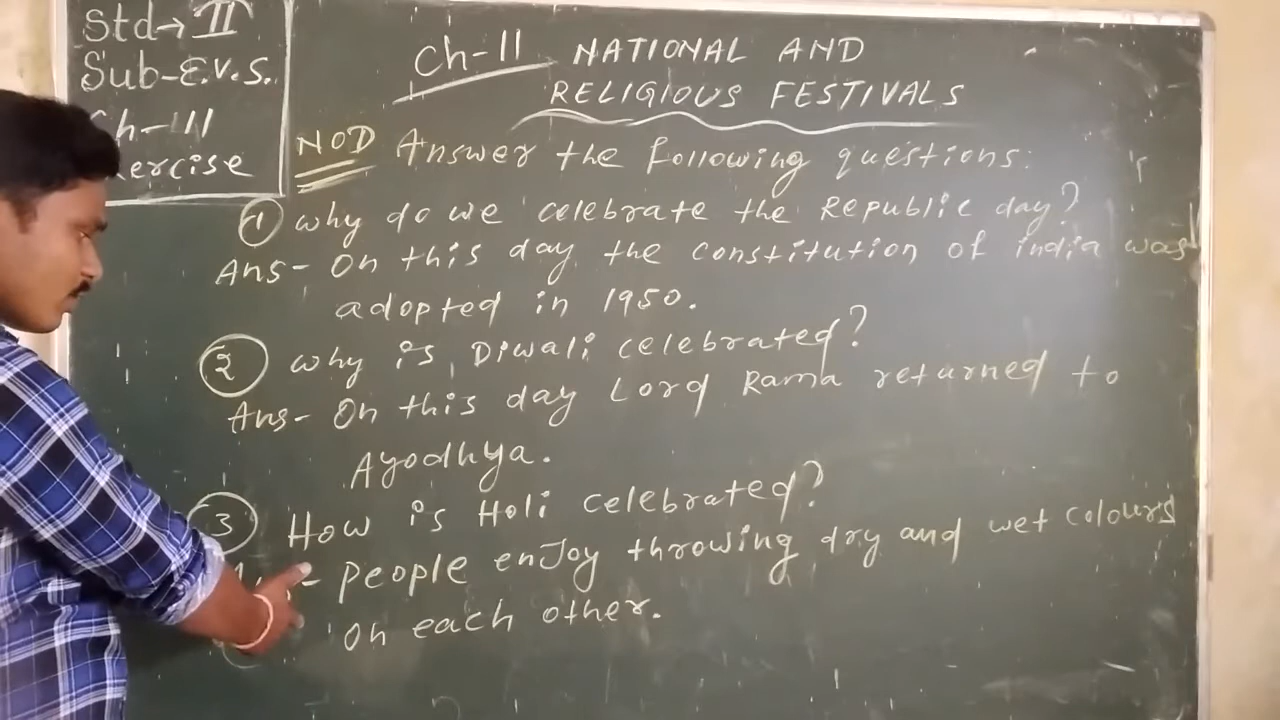 Std→II
Sub-E.V.S.
Ch-11
Exercise
Ch-11 NATIONAL AND
RELIGIOUS FESTIVALS
NOD Answer the following questions:
1 Why do we celebrate the Republic day?
Ans- On this day the constitution of india was
adopted in 1950.
2 Why is Diwali celebrated?
Ans- On this day Lord Rama returned to
Ayodhya.
3 How is Holi celebrated?
- People enjoy throwing dry and wet colours
on each other.